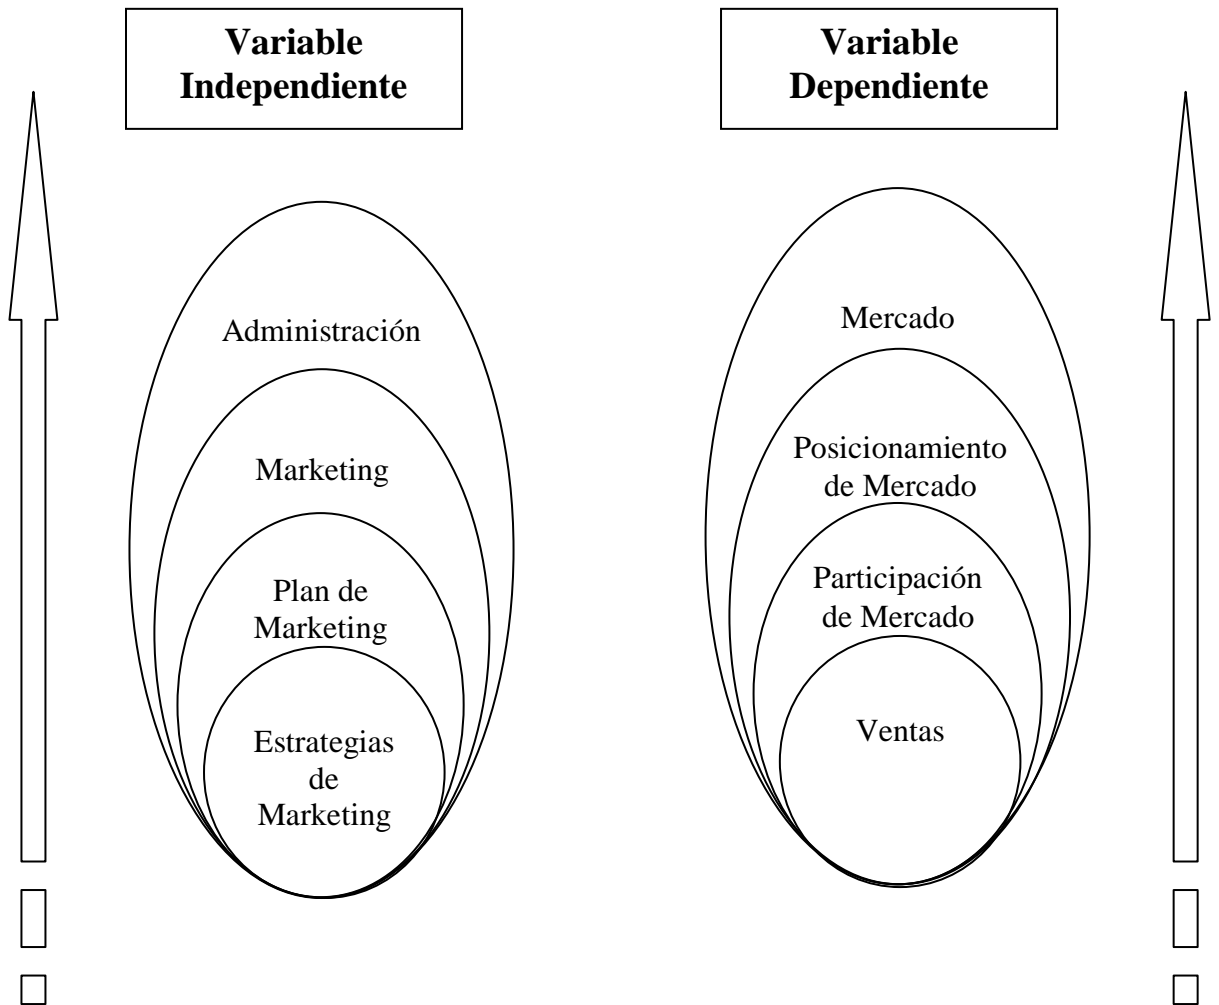 Variable
Independiente
Administración
Marketing
Plan de
Marketing
Estrategias
de
Marketing
Variable
Dependiente
Mercado
Posicionamiento
de Mercado
Participación
de Mercado
Ventas